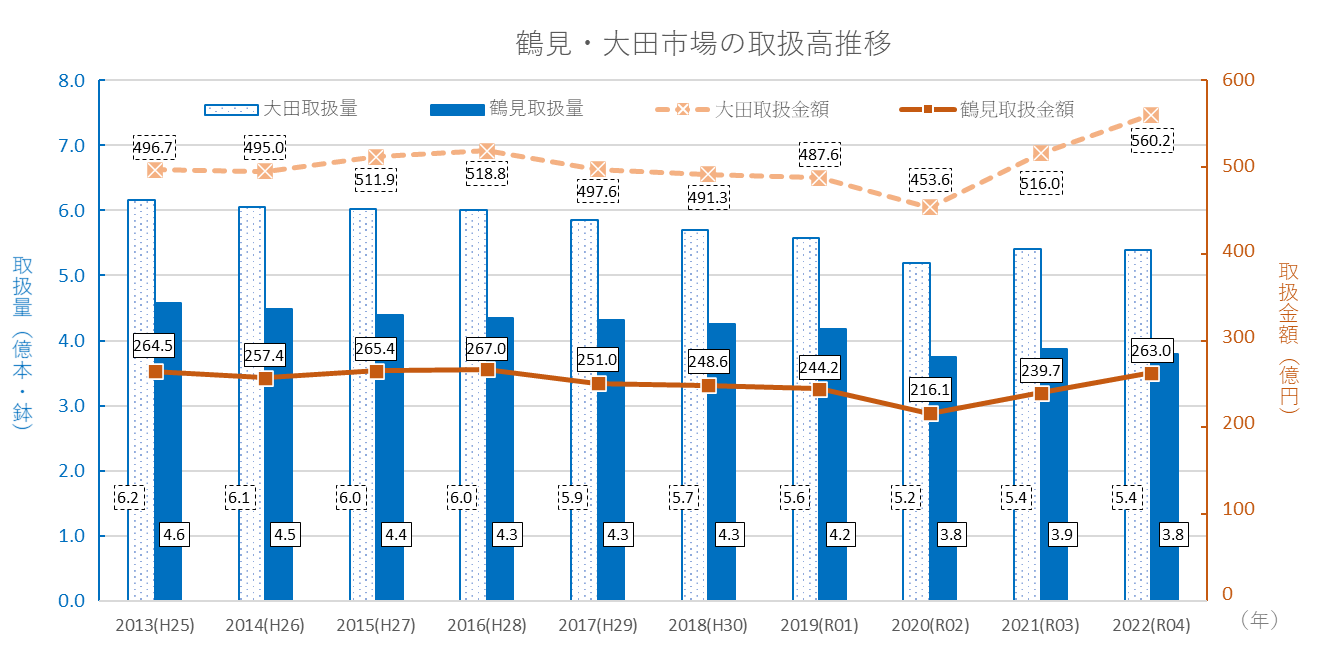 鶴見・大田市場の取扱高推移
大田取扱量 鶴見取扱量 大田取扱金額 鶴見取扱金額
取扱量（億本・鉢）
8.0
7.0
6.0
5.0
4.0
3.0
2.0
1.0
0.0
496.7 495.0 511.9 518.8 497.6 491.3 487.6 453.6 516.0 560.2
264.5 257.4 265.4 267.0 251.0 248.6 244.2 216.1 239.7 263.0
6.2 6.1 6.0 6.0 5.9 5.7 5.6 5.2 5.4 5.4
4.6 4.5 4.4 4.3 4.3 4.3 4.2 3.8 3.9 3.8
600
500
400
300
200
100
0
取扱金額（億円）
2013(H25) 2014(H26) 2015(H27) 2016(H28) 2017(H29) 2018(H30) 2019(R01) 2020(R02) 2021(R03) 2022(R04) （年）